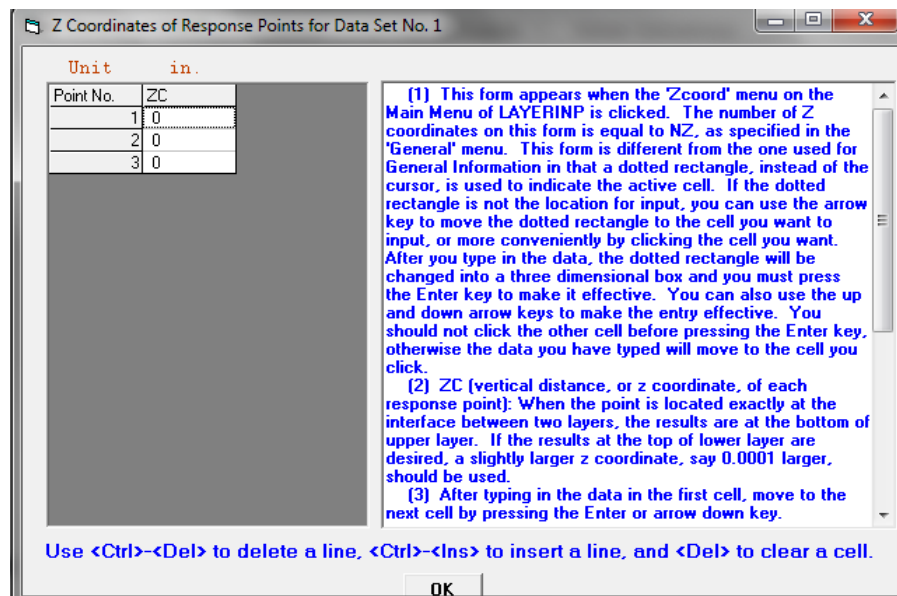 Z Coordinates of Response Points for Data Set No. 1
Unit in.
Point No. ZC
1 0
2 0
3 0
(1) This form appears when the 'Zcoord' menu on the
Main Menu of LAYERINP is clicked. The number of Z
coordinates on this form is equal to NZ, as specified in the
'General' menu. This form is different from the one used for
General Information in that a dotted rectangle, instead of the
cursor, is used to indicate the active cell. If the dotted
rectangle is not the location for input, you can use the arrow
key to move the dotted rectangle to the cell you want to
input, or more conveniently by clicking the cell you want.
After you type in the data, the dotted rectangle will be
changed into a three dimensional box and you must press
the Enter key to make it effective. You can also use the up
and down arrow keys to make the entry effective. You
should not click the other cell before pressing the Enter key,
otherwise the data you have typed will move to the cell you
click.
(2) ZC (vertical distance, or z coordinate, of each
response point): When the point is located exactly at the
interface between two layers, the results are at the bottom of
upper layer. If the results at the top of lower layer are
desired, a slightly larger z coordinate, say 0.0001 larger,
should be used.
(3) After typing in the data in the first cell, move to the
next cell by pressing the Enter or arrow down key.
Use <Ctrl>-<Del> to delete a line, <Ctrl>-<Ins> to insert a line, and <Del> to clear a cell.
OK